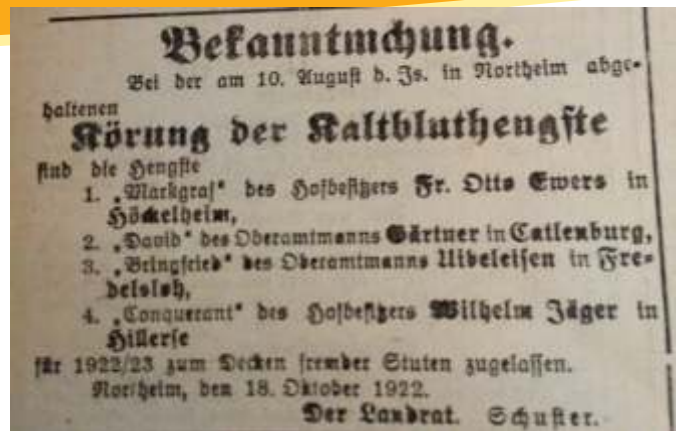 Bekanntmchung.
Bei der am 10. August d. Js. in Northeim abge-
haltenen
Körung der Kaltbluthengste
sind die Hengste
1. „Markgraf“ des Hofbesitzers Fr. Otto Ewers in
Höckelheim,
2. „David“ des Oberamtmanns Gärtner in Catlenburg,
3. „Bringfried“ des Oberamtmanns Uibeleisen in Fre-
delsloh,
4. „Conquerant“ des Hofbesitzers Wilhelm Jäger in
Hillerse
für 1922/23 zum Decken fremder Stuten zugelassen.
Northeim, den 18. Oktober 1922.
Der Landrat. Schuster.